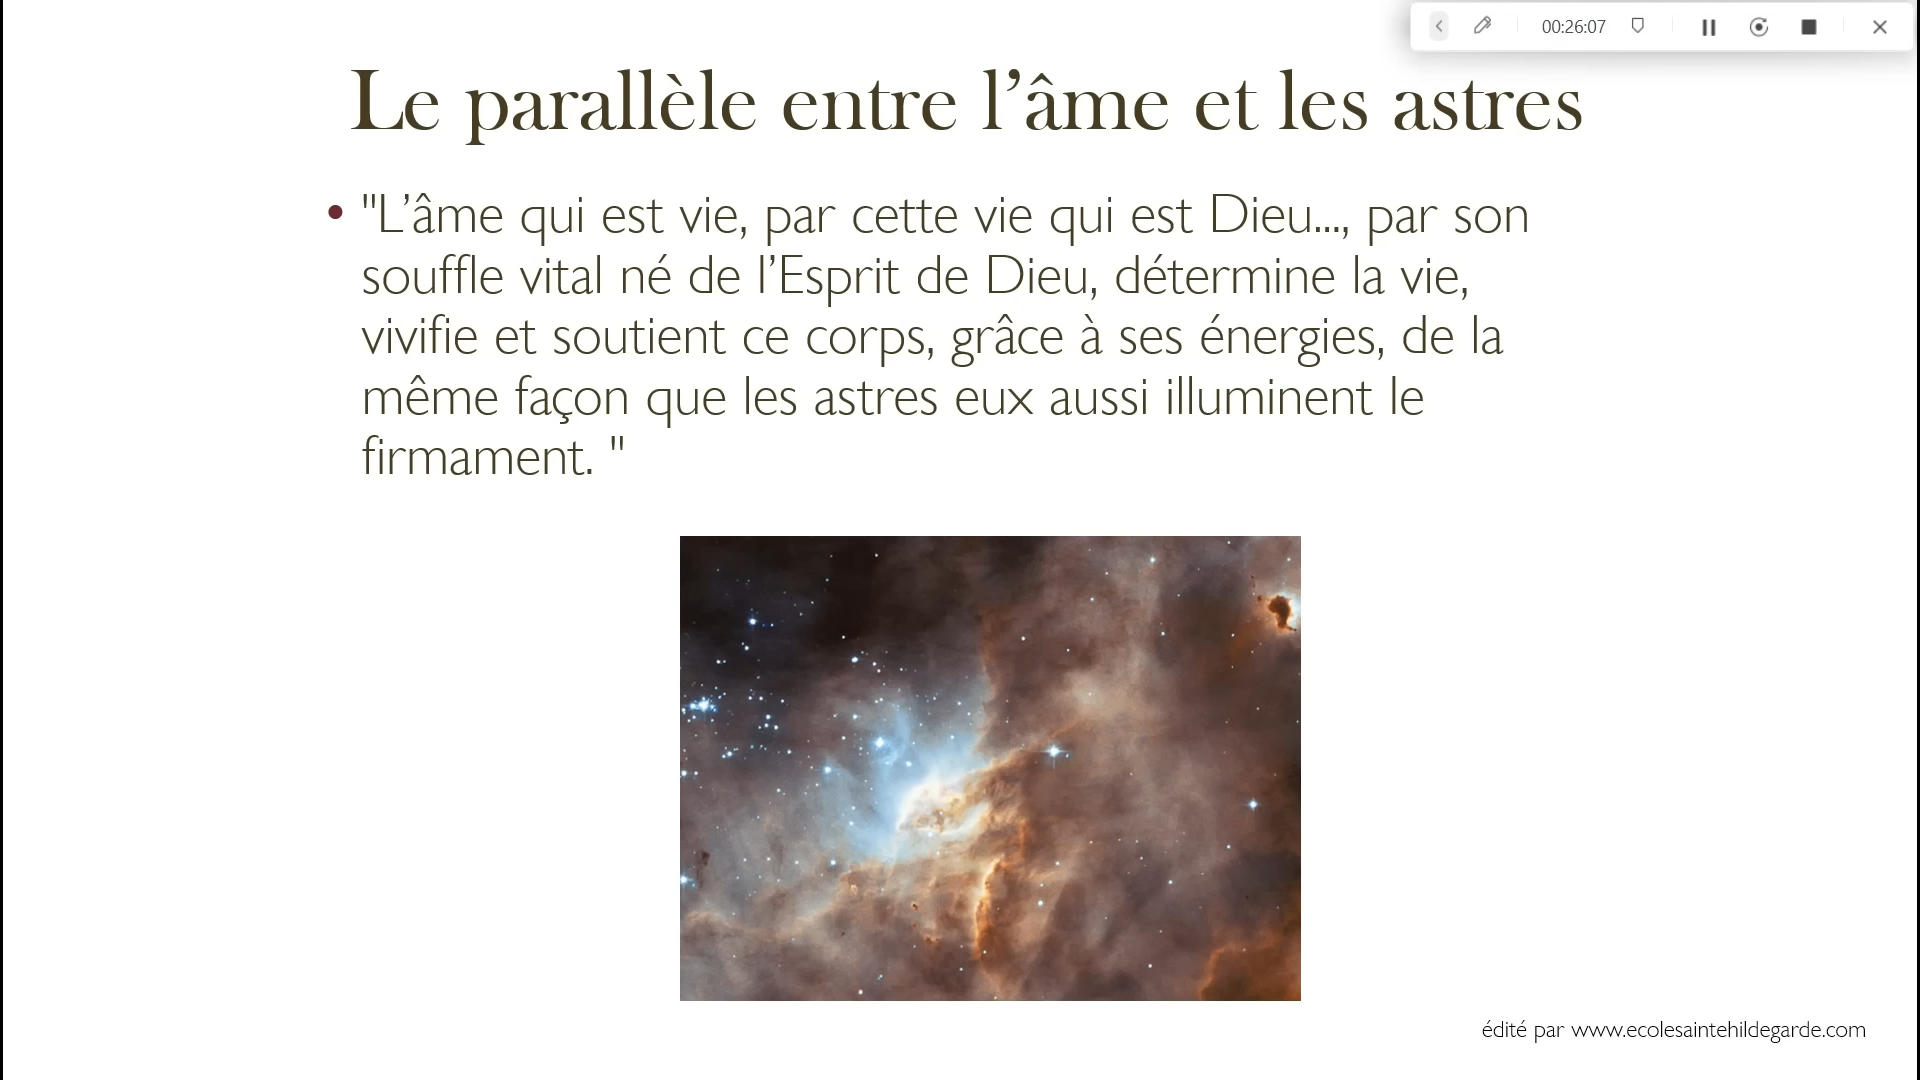 00:26:07
Le parallèle entre l’âme et les astres
• "L’âme qui est vie, par cette vie qui est Dieu..., par son
souffle vital né de l’Esprit de Dieu, détermine la vie,
vivifie et soutient ce corps, grâce à ses énergies, de la
même façon que les astres eux aussi illuminent le
firmament. "
édité par www.ecolesaintehildegarde.com